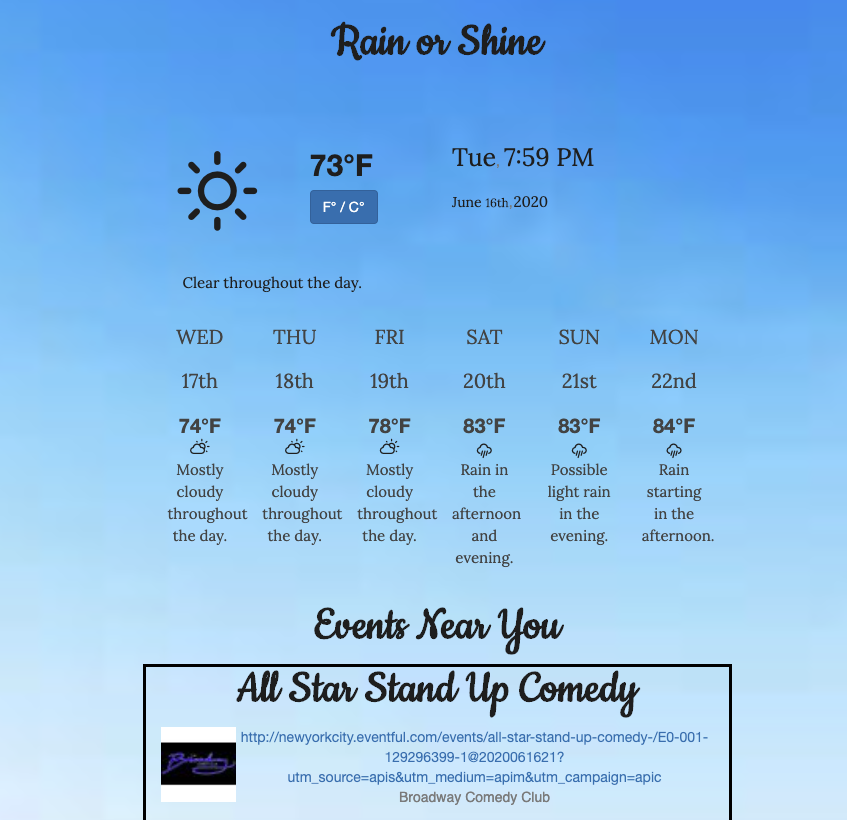 Rain or Shine
73°F
Tue, 7:59 PM
F° / C°
June 16th,2020
Clear throughout the day.
WED THU FRI SAT SUN MON
17th 18th 19th 20th 21st 22nd
74°F 74°F 78°F 83°F 83°F 84°F
Mostly Mostly Mostly Rain in Possible Rain
cloudy cloudy cloudy the light rain starting
throughout throughout throughout afternoon in the in the
the day. the day. the day. and evening. afternoon.
evening.
Events Near You
All Star Stand Up Comedy
http://newyorkcity.eventful.com/events/all-star-stand-up-comedy-/E0-001-
129296399-1@2020061621?
utm_source=apis&utm_medium=apim&utm_campaign=apic
Broadway Comedy Club